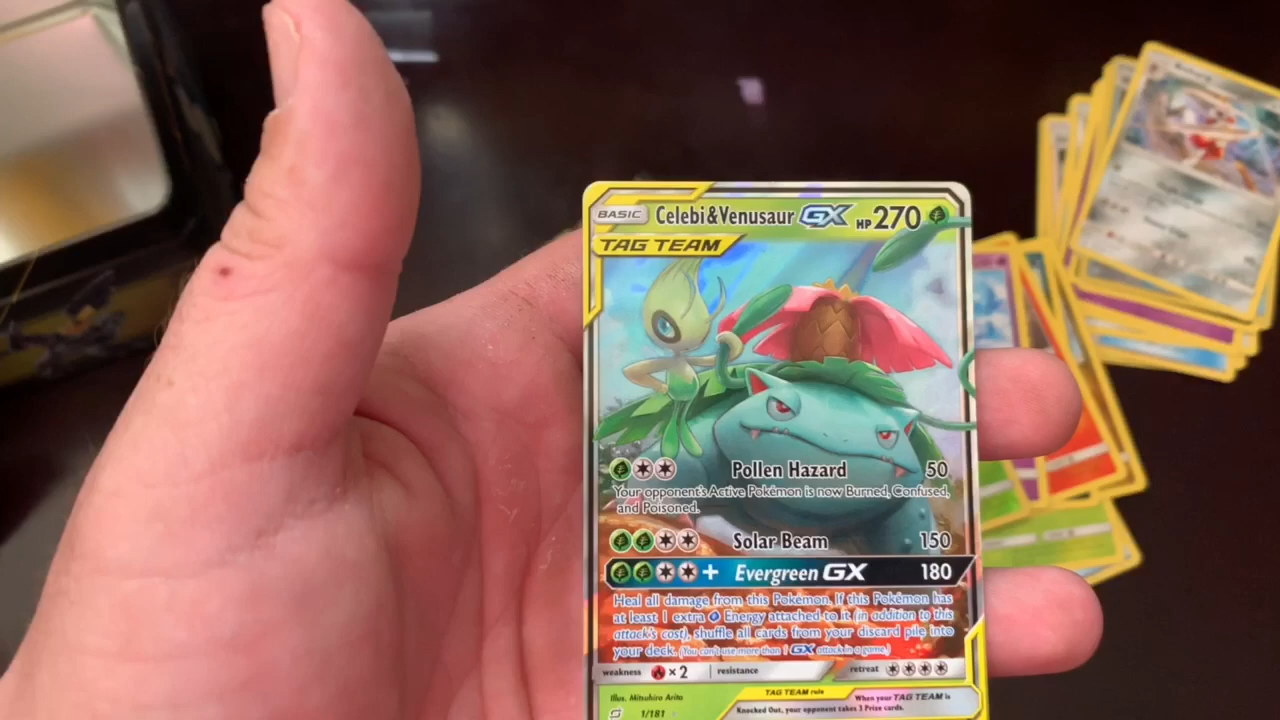 BASIC Celebi&Venusaur GX HP270
TAG TEAM
Pollen Hazard 50
Your opponent's Active Pokémon is now Burned, Confused,
and Poisoned.
Solar Beam 150
+ Evergreen GX 180
Heal all damage from this Pokémon. If this Pokémon has
at least 1 extra Energy attached to it (in addition to this
attack's cost), shuffle all cards from your discard pile into
your deck. (You can't use more than 1 GX attack in a game.)
weakness ×2 resistance retreat
Illus. Mitsuhiro Arita TAG TEAM rule When your TAG TEAM is
1/181 Knocked Out, your opponent takes 3 Prize cards.